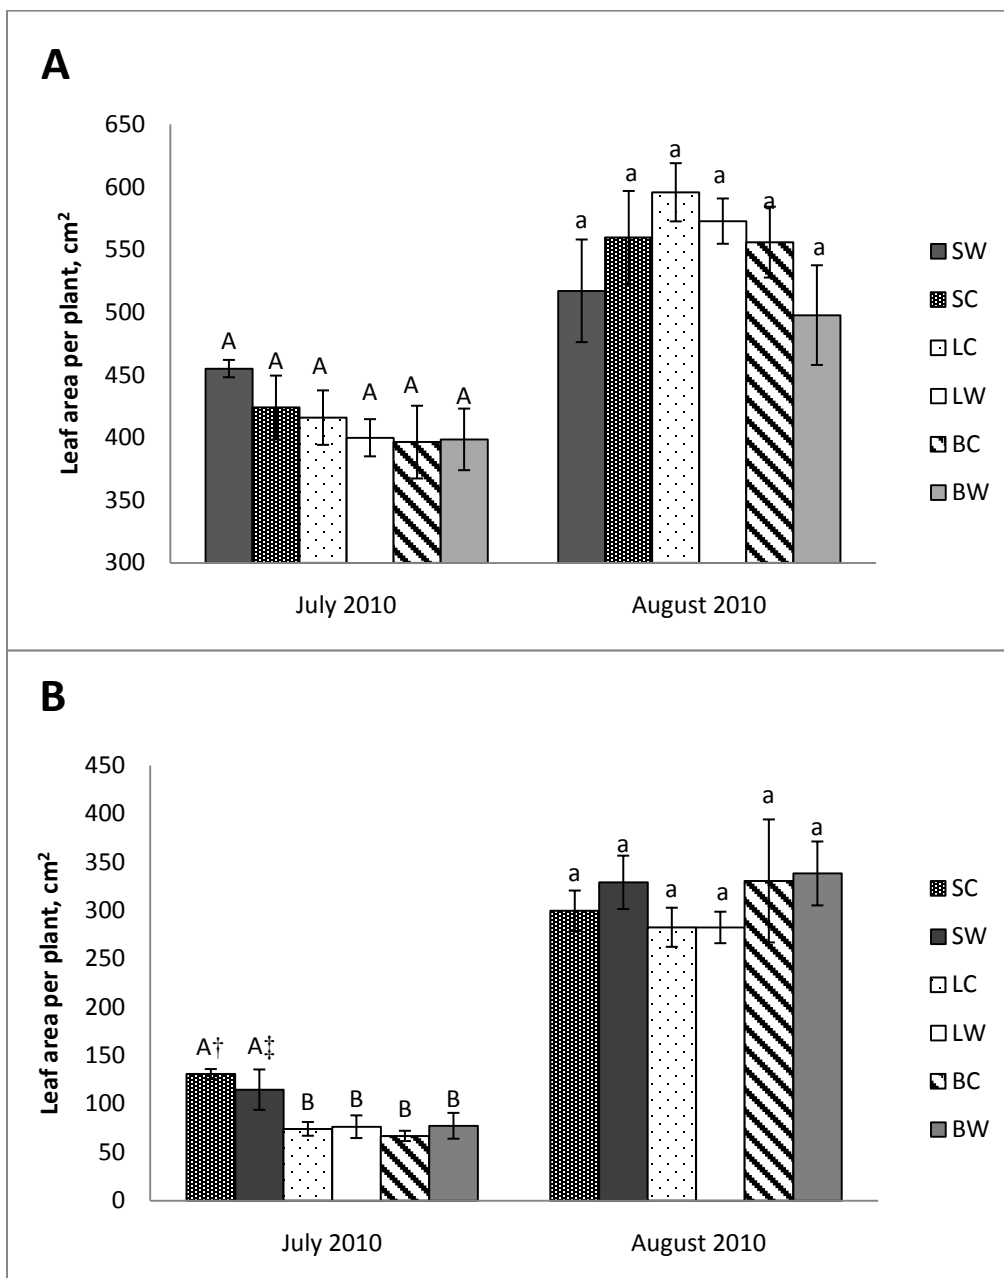 A
650
600
550
500
450
400
350
300
Leaf area per plant, cm²
A
A
A
A
A
A
a
a
a
a
a
a
July 2010
August 2010
SW
SC
LC
LW
BC
BW
B
450
400
350
300
250
200
150
100
50
0
Leaf area per plant, cm²
A†
A‡
B
B
B
B
a
a
a
a
a
a
July 2010
August 2010
SC
SW
LC
LW
BC
BW